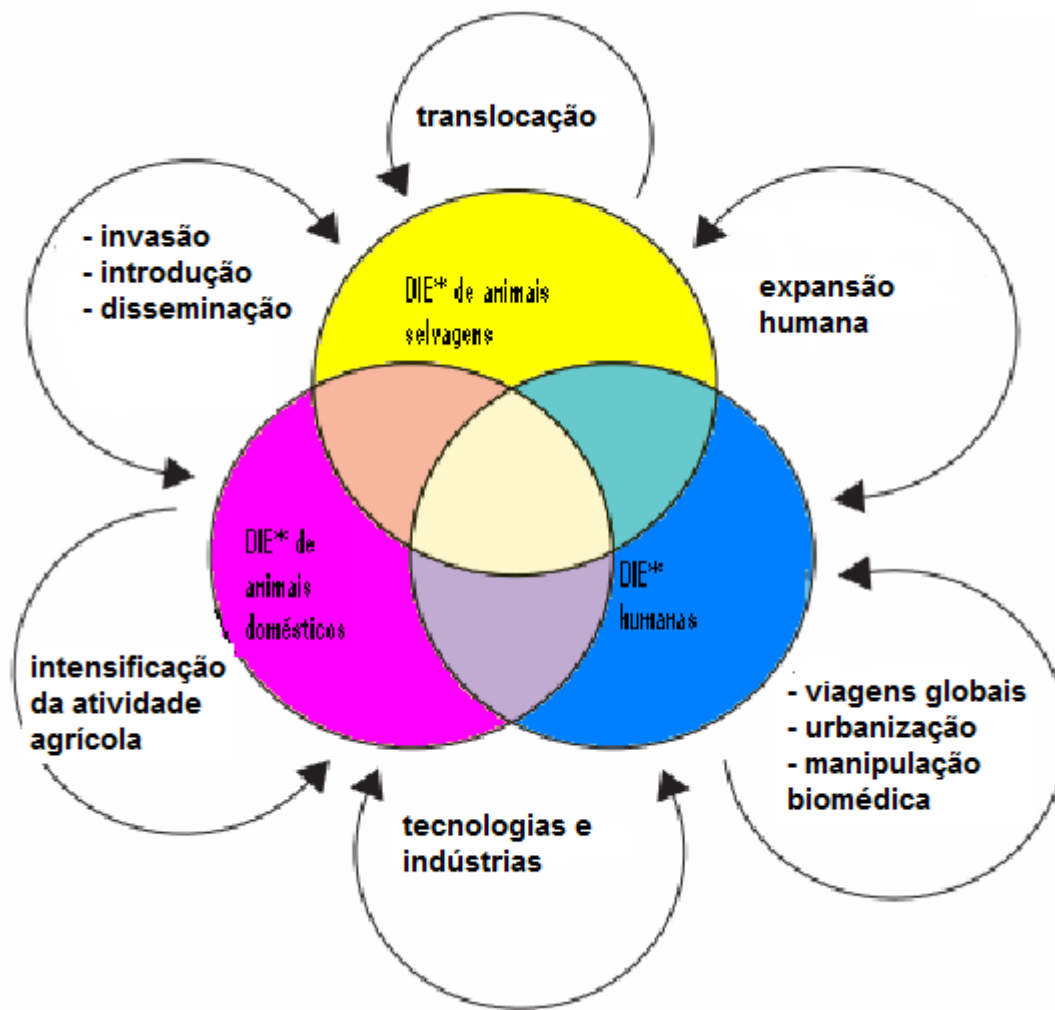 translocação
- invasão
- introdução
- disseminação
expansão
humana
DIE** de animais
selvagens
DIE** de
animais
domésticos
DIE**
humanas
intensificação
da atividade
agrícola
- viagens globais
- urbanização
- manipulação
biomédica
tecnologias e
indústrias